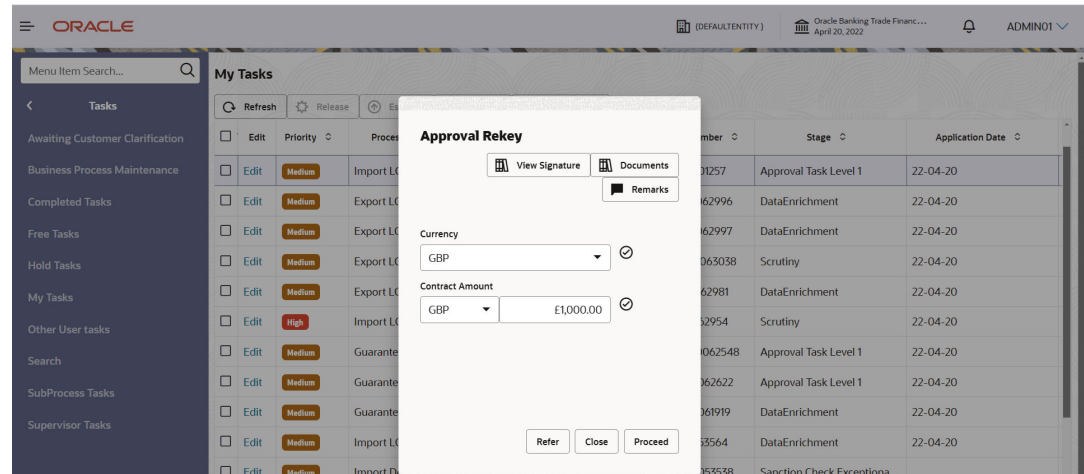 ORACLE
(DEFAULTENTITY)
Oracle Banking Trade Financ...
April 20, 2022
ADMIN01
Menu Item Search...
Tasks
Awaiting Customer Clarification
Business Process Maintenance
Completed Tasks
Free Tasks
Hold Tasks
My Tasks
Other User tasks
Search
SubProcess Tasks
Supervisor Tasks
My Tasks
Refresh Release Es
Edit Priority Proces mber Stage Application Date
Edit Medium Import LC 01257 Approval Task Level 1 22-04-20
Edit Medium Export LC 062996 DataEnrichment 22-04-20
Edit Medium Export LC 062997 DataEnrichment 22-04-20
Edit Medium Export LC 063038 Scrutiny 22-04-20
Edit Medium Export LC 62981 DataEnrichment 22-04-20
Edit High Import LC 62954 Scrutiny 22-04-20
Edit Medium Guarante 062548 Approval Task Level 1 22-04-20
Edit Medium Guarante 062622 Approval Task Level 1 22-04-20
Edit Medium Guarante 061919 DataEnrichment 22-04-20
Edit Medium Import LC 53564 DataEnrichment 22-04-20
Edit Medium Import D 053538 Sanction Check Exceptiona
Approval Rekey
View Signature Documents
Remarks
Currency
GBP
Contract Amount
GBP £1,000.00
Refer Close Proceed